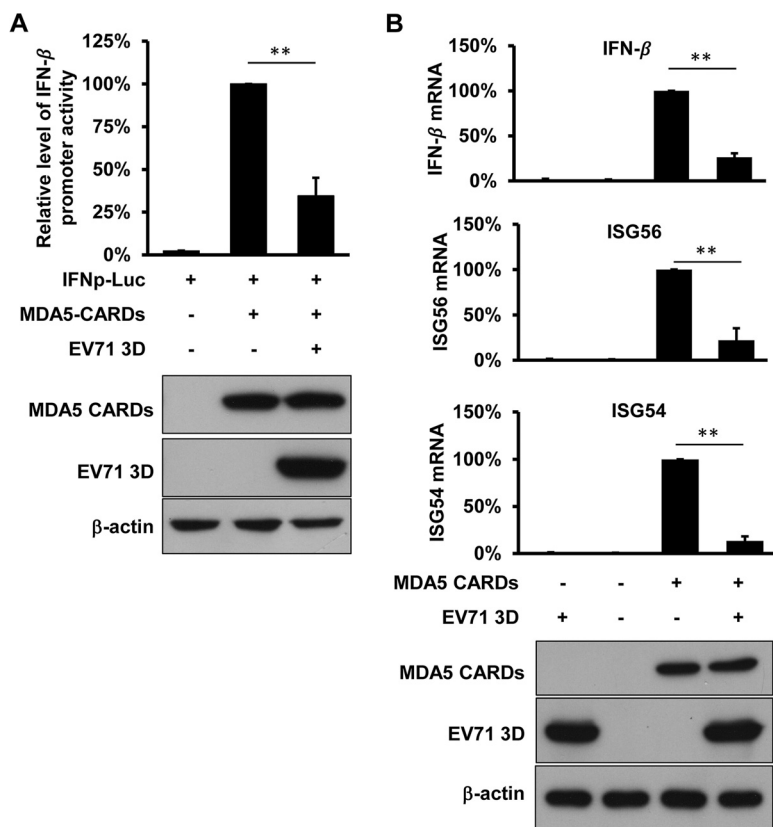 A
Relative level of IFN-β
promoter activity
125%
100%
75%
50%
25%
0%
**
IFNp-Luc + + +
MDA5-CARDs - + +
EV71 3D - - +
MDA5 CARDs
EV71 3D
β-actin
B
IFN-β
IFN-β mRNA
150%
100%
50%
0%
**
ISG56
ISG56 mRNA
150%
100%
50%
0%
**
ISG54
ISG54 mRNA
150%
100%
50%
0%
**
MDA5 CARDs - - + +
EV71 3D + - - +
MDA5 CARDs
EV71 3D
β-actin